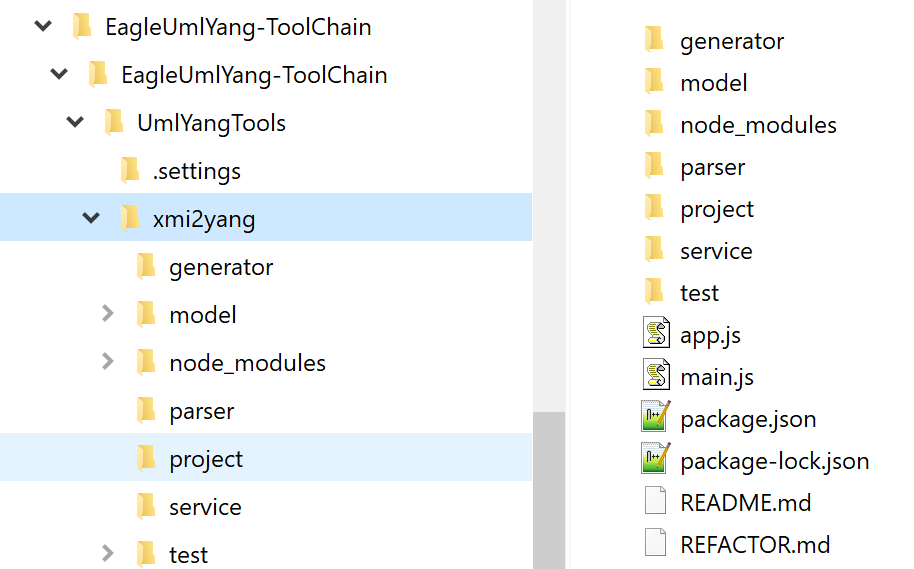 EagleUmlYang-ToolChain
EagleUmlYang-ToolChain
UmlYangTools
.settings
xmi2yang
generator
model
node_modules
parser
project
service
test
generator
model
node_modules
parser
project
service
test
app.js
main.js
package.json
package-lock.json
README.md
REFACTOR.md